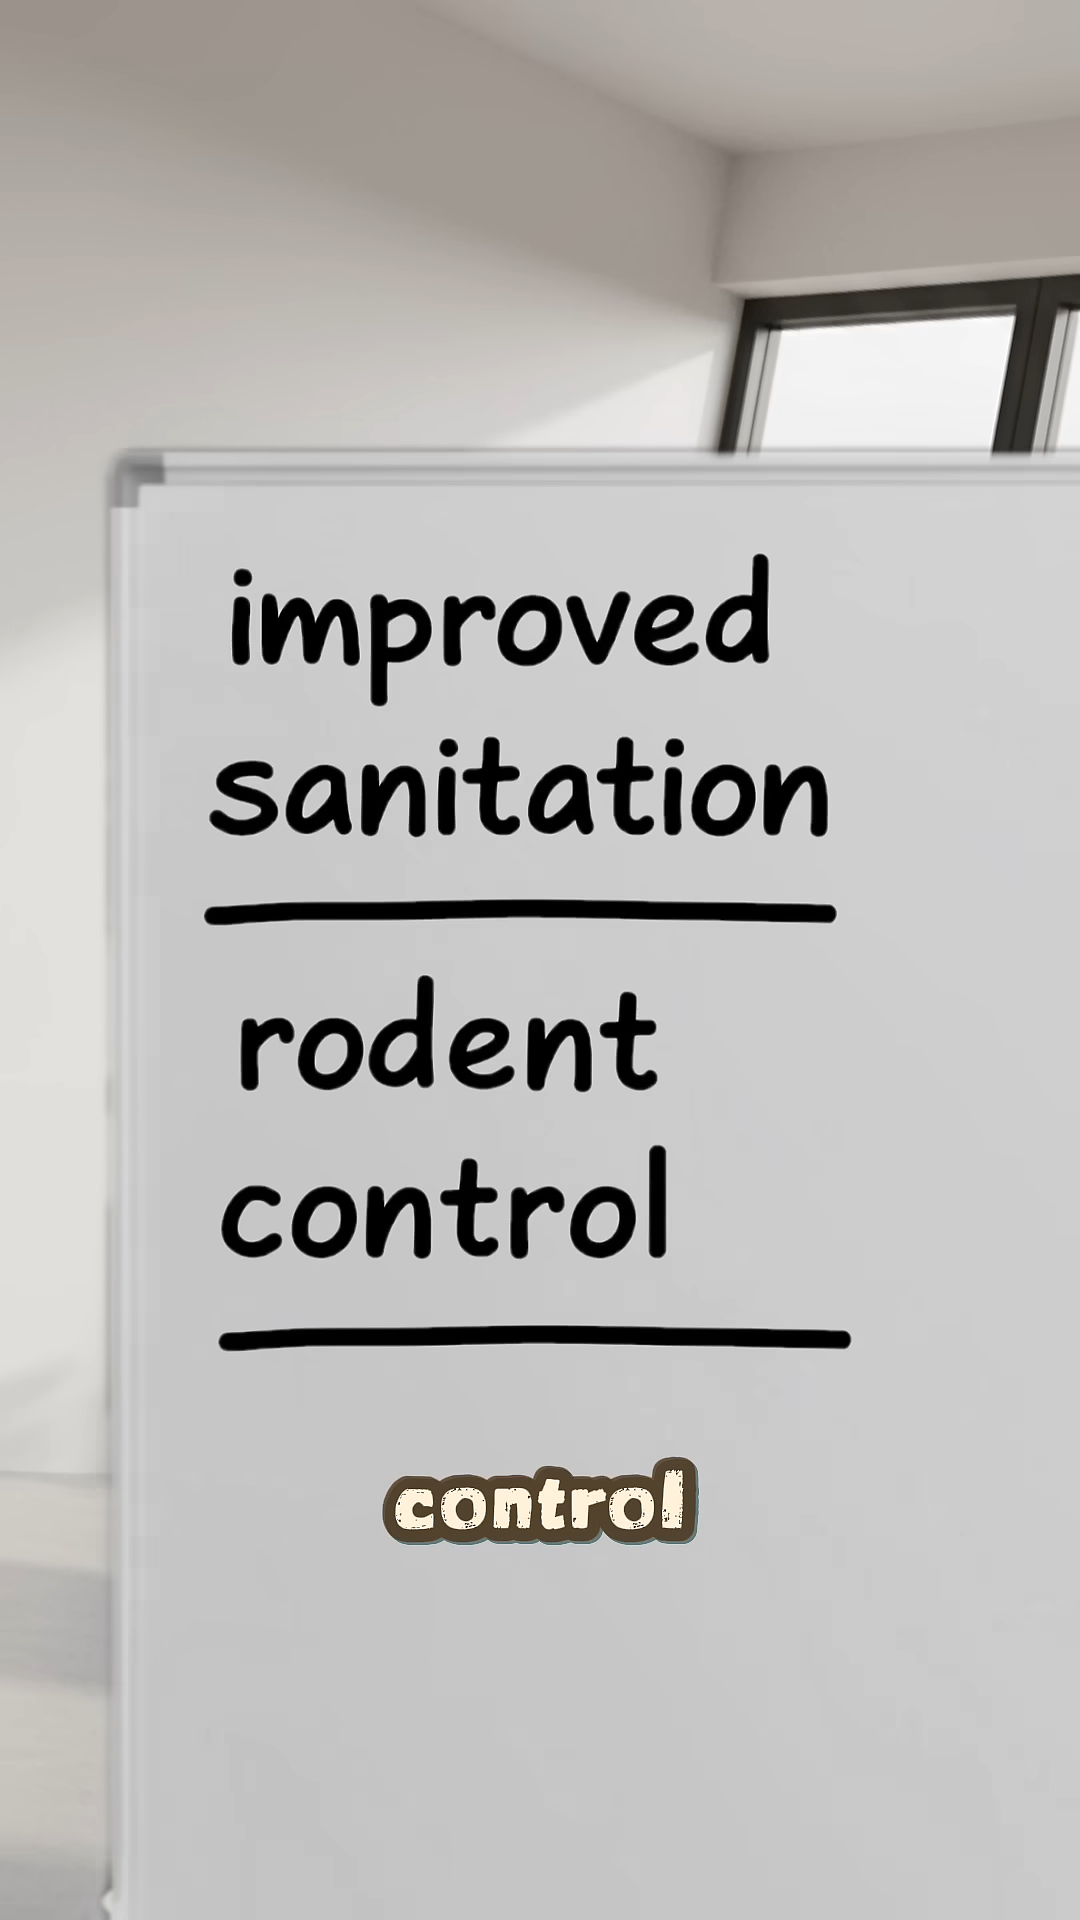 improved
sanitation
rodent
control
control